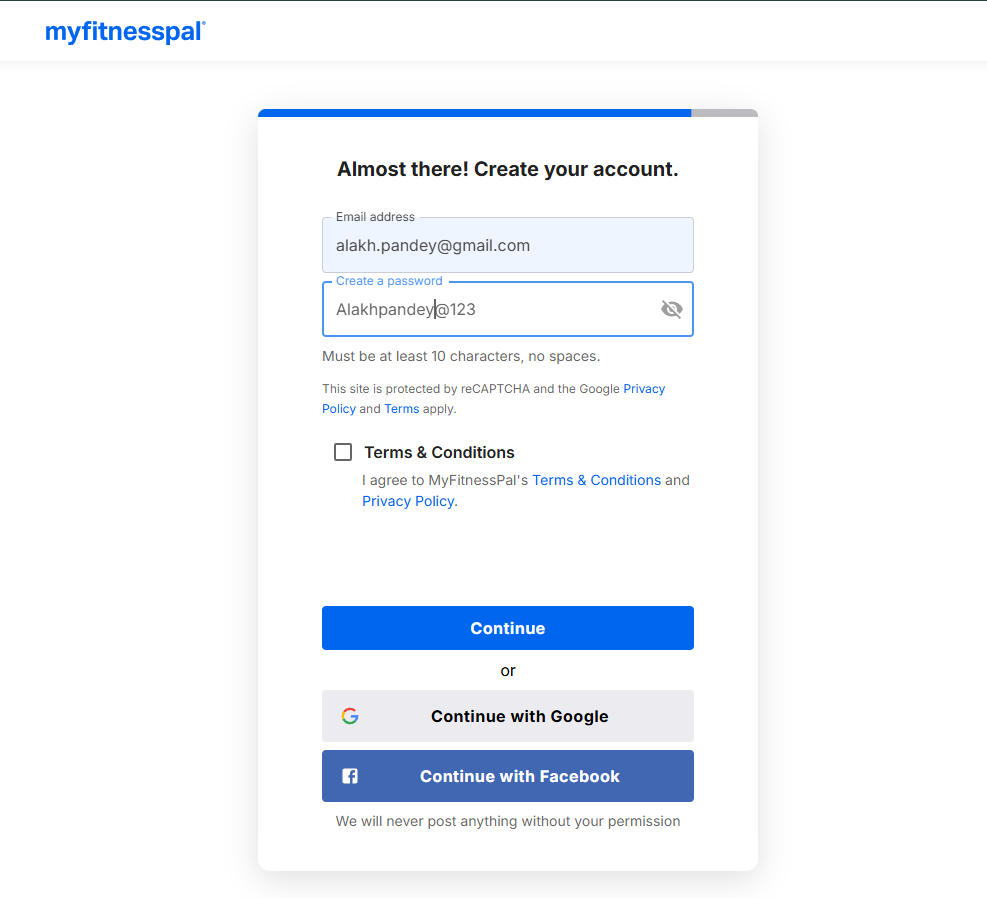 myfitnesspal
Almost there! Create your account.
Email address
alakh.pandey@gmail.com
Create a password
Alakhpandey@123
Must be at least 10 characters, no spaces.
This site is protected by reCAPTCHA and the Google Privacy
Policy and Terms apply.
Terms & Conditions
I agree to MyFitnessPal's Terms & Conditions and
Privacy Policy.
Continue
or
Continue with Google
Continue with Facebook
We will never post anything without your permission